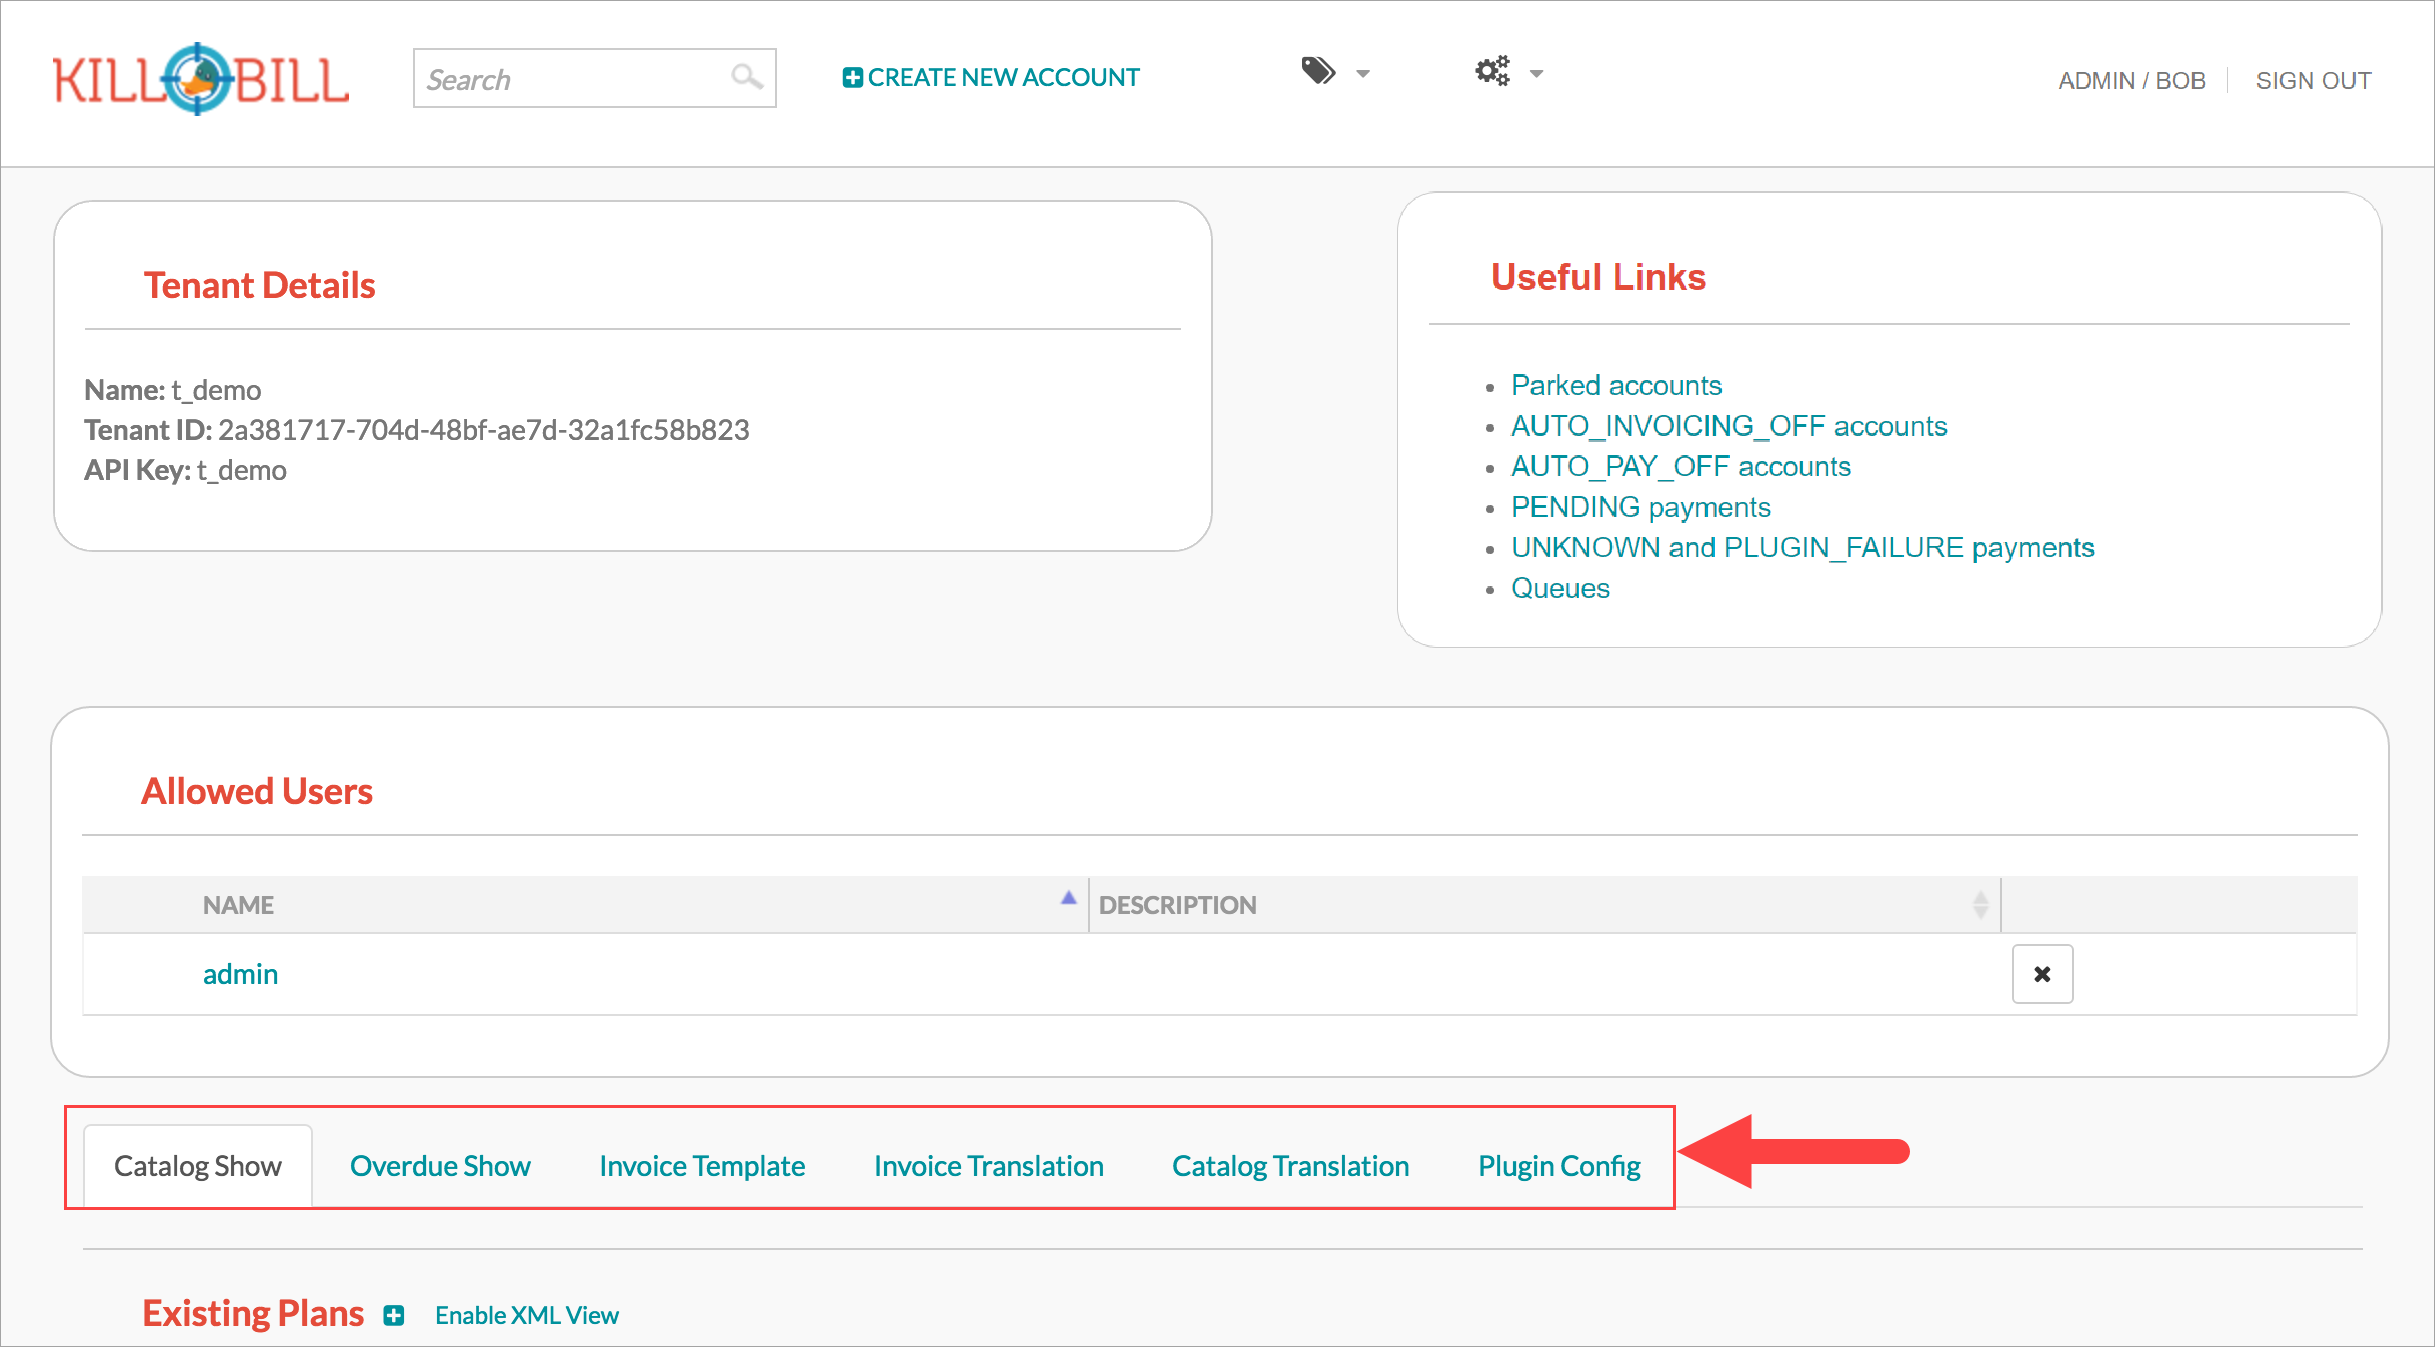 KILL BILL
Search
CREATE NEW ACCOUNT
ADMIN / BOB
SIGN OUT
Tenant Details
Name: t_demo
Tenant ID: 2a381717-704d-48bf-ae7d-32a1fc58b823
API Key: t_demo
Useful Links
Parked accounts
AUTO_INVOICING_OFF accounts
AUTO_PAY_OFF accounts
PENDING payments
UNKNOWN and PLUGIN_FAILURE payments
Queues
Allowed Users
NAME
DESCRIPTION
admin
Catalog Show
Overdue Show
Invoice Template
Invoice Translation
Catalog Translation
Plugin Config
Existing Plans
Enable XML View